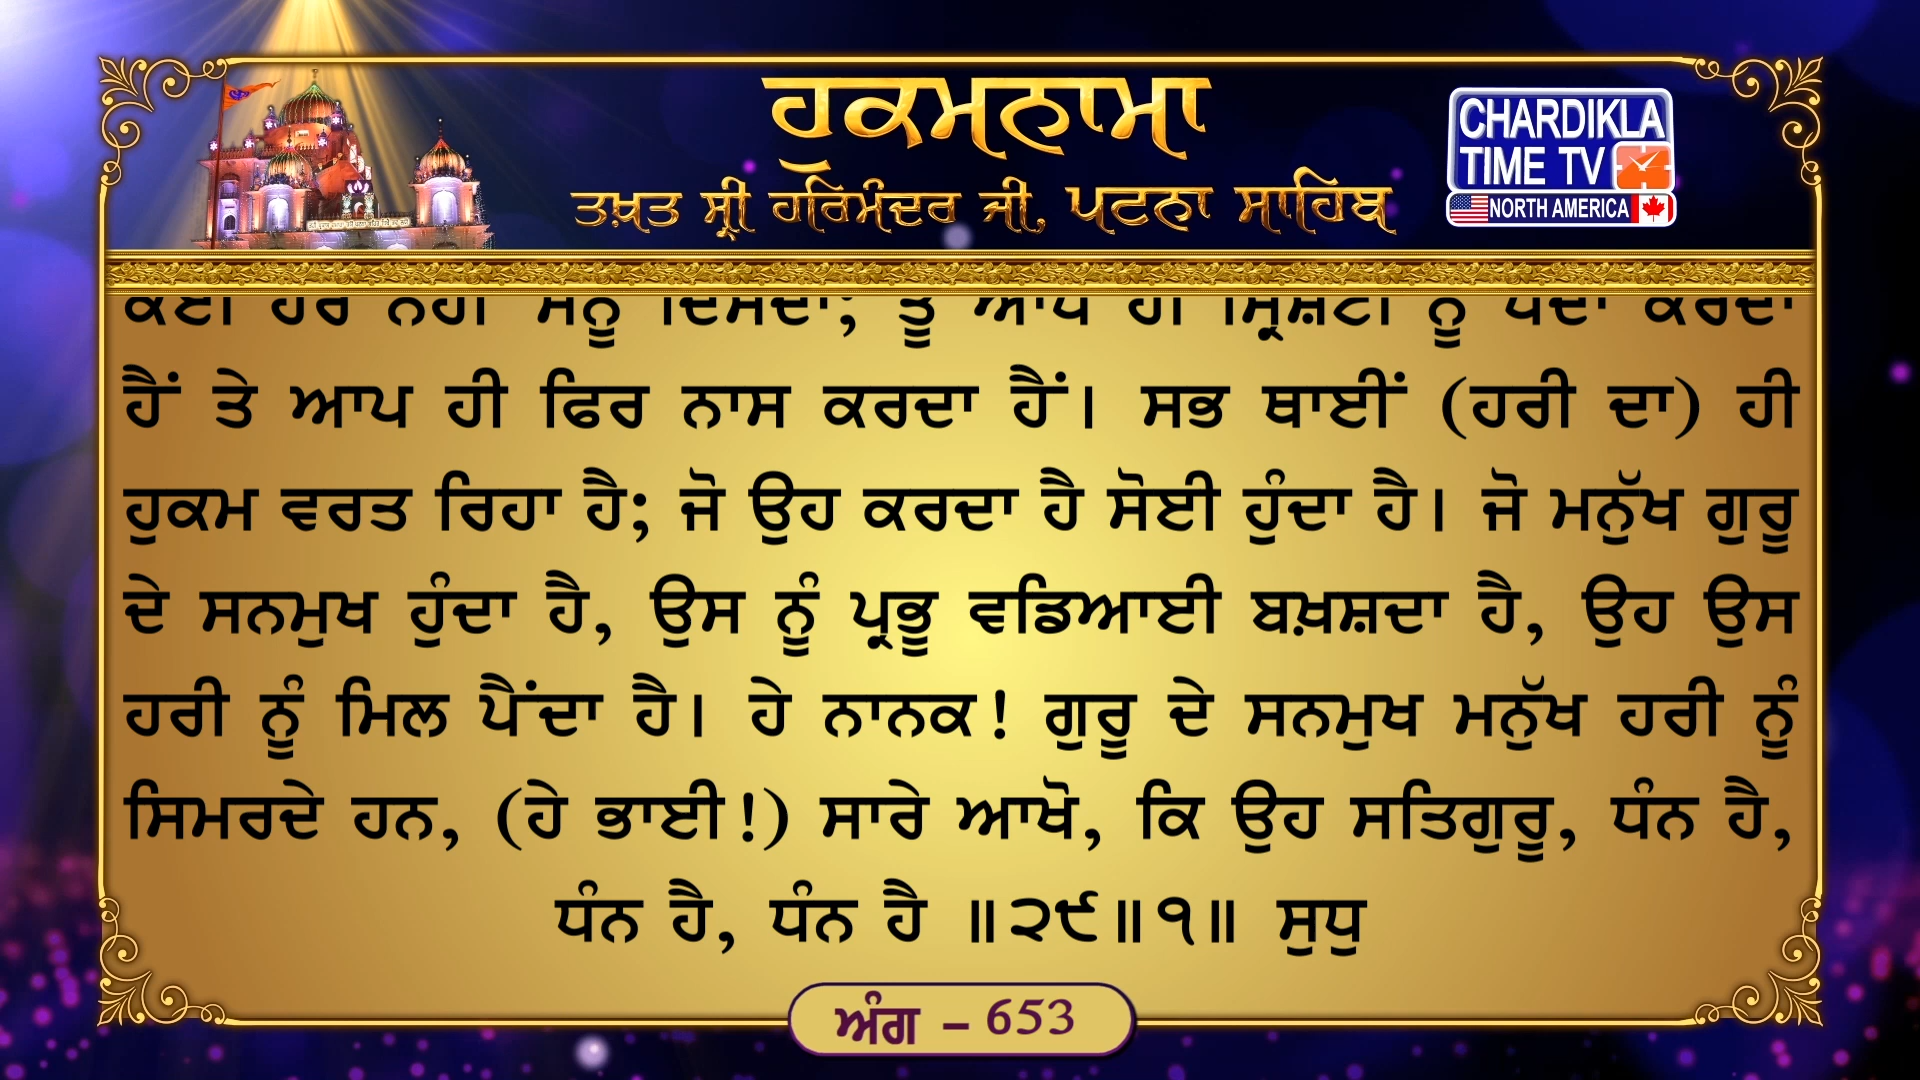 ਹੁਕਮਨਾਮਾ
ਤਖ਼ਤ ਸ੍ਰੀ ਹਰਿਮੰਦਰ ਜੀ, ਪਟਨਾ ਸਾਹਿਬ
CHARDIKLA
TIME TV
NORTH AMERICA
ਹੈਂ ਤੇ ਆਪ ਹੀ ਫਿਰ ਨਾਸ ਕਰਦਾ ਹੈਂ। ਸਭ ਥਾਈਂ (ਹਰੀ ਦਾ) ਹੀ
ਹੁਕਮ ਵਰਤ ਰਿਹਾ ਹੈ; ਜੋ ਉਹ ਕਰਦਾ ਹੈ ਸੋਈ ਹੁੰਦਾ ਹੈ। ਜੋ ਮਨੁੱਖ ਗੁਰੂ
ਦੇ ਸਨਮੁਖ ਹੁੰਦਾ ਹੈ, ਉਸ ਨੂੰ ਪ੍ਰਭੂ ਵਡਿਆਈ ਬਖ਼ਸ਼ਦਾ ਹੈ, ਉਹ ਉਸ
ਹਰੀ ਨੂੰ ਮਿਲ ਪੈਂਦਾ ਹੈ। ਹੇ ਨਾਨਕ! ਗੁਰੂ ਦੇ ਸਨਮੁਖ ਮਨੁੱਖ ਹਰੀ ਨੂੰ
ਸਿਮਰਦੇ ਹਨ, (ਹੇ ਭਾਈ!) ਸਾਰੇ ਆਖੋ, ਕਿ ਉਹ ਸਤਿਗੁਰੂ, ਧੰਨ ਹੈ,
ਧੰਨ ਹੈ, ਧੰਨ ਹੈ ॥੨੯॥੧॥ ਸੁਧੁ
ਅੰਗ – 653